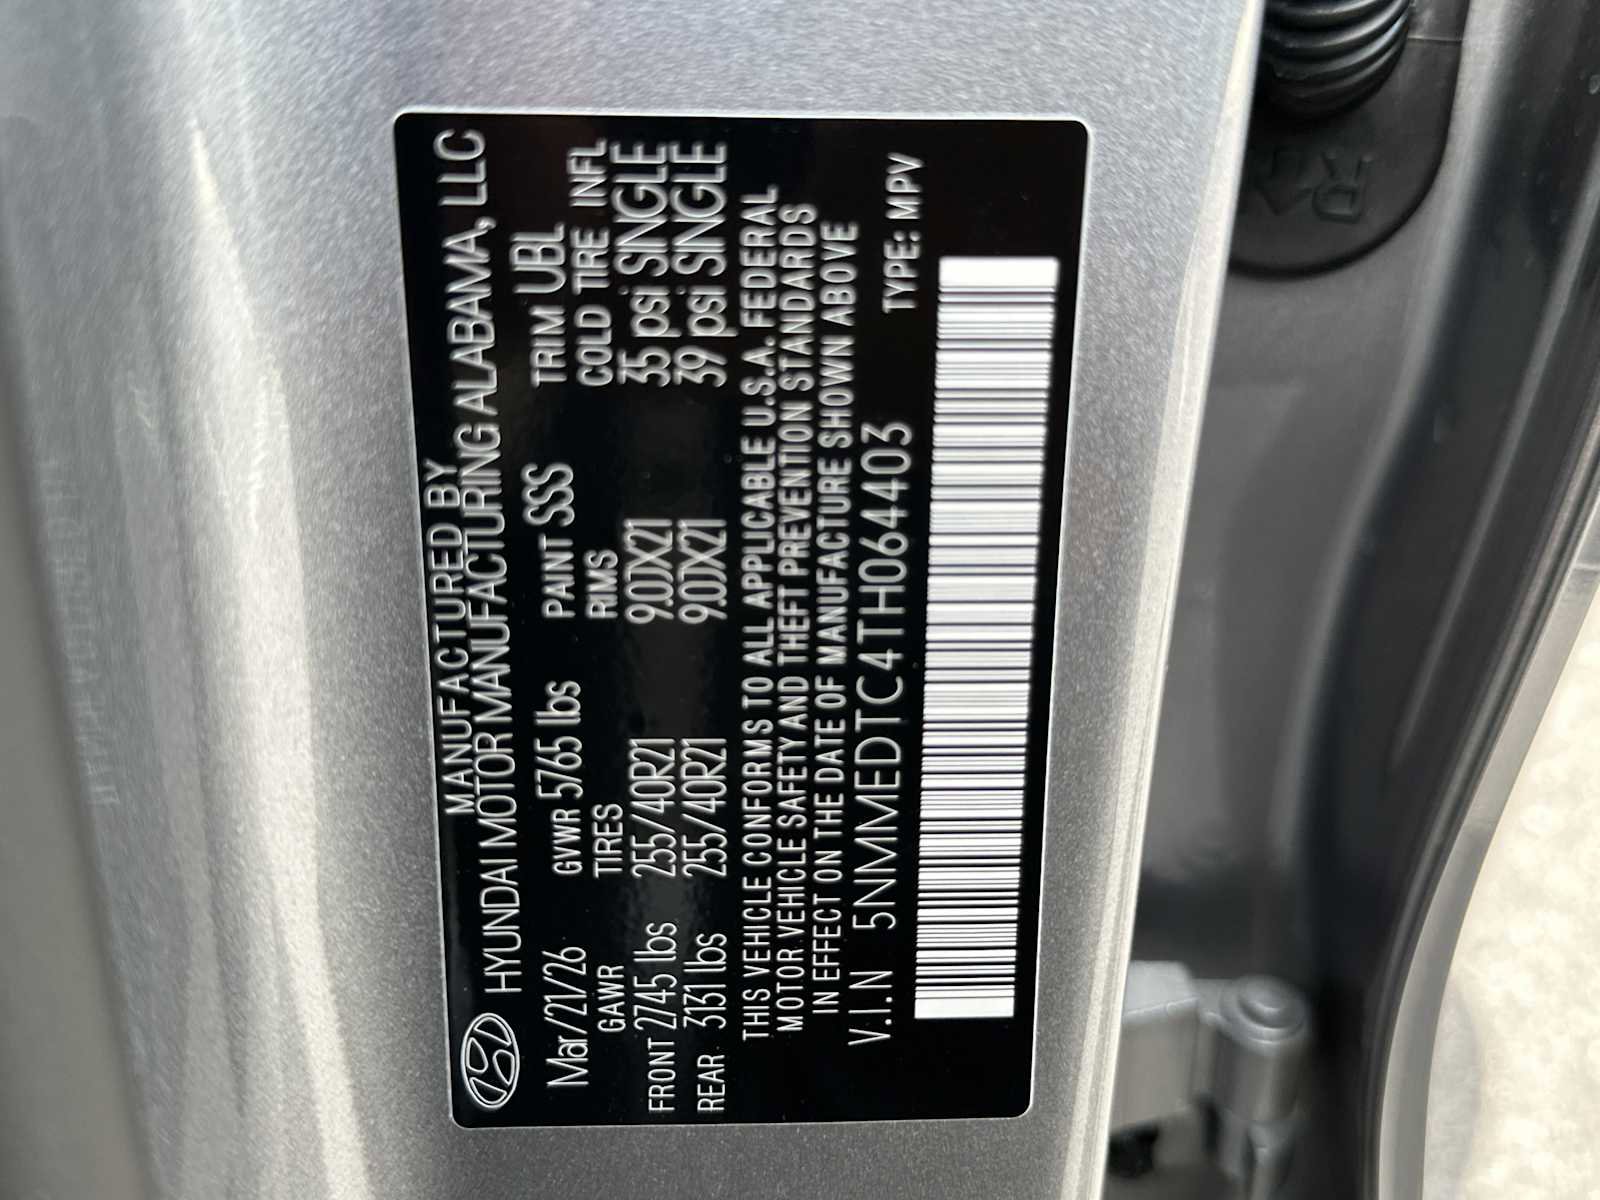 MANUFACTURED BY
HYUNDAI MOTOR MANUFACTURING ALABAMA, LLC
Mar/21/26 GVWR 5765 lbs PAINT SSS TRIM UBL
GAWR TIRES RIMS COLD TIRE INFL
FRONT 2745 lbs 255/40R21 9.0JX21 35 psi SINGLE
REAR 3131 lbs 255/40R21 9.0JX21 39 psi SINGLE
THIS VEHICLE CONFORMS TO ALL APPLICABLE U.S.A. FEDERAL
MOTOR VEHICLE SAFETY AND THEFT PREVENTION STANDARDS
IN EFFECT ON THE DATE OF MANUFACTURE SHOWN ABOVE
V.I.N 5NMMEDTC4TH064403 TYPE: MPV